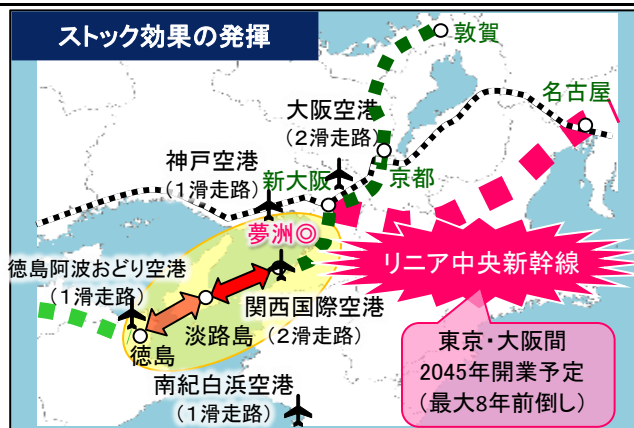 ストック効果の発揮
敦賀
名古屋
大阪空港
(2滑走路)
神戸空港
(1滑走路)
新大阪
京都
夢洲◎
リニア中央新幹線
徳島阿波おどり空港
(1滑走路)
関西国際空港
(2滑走路)
淡路島
徳島
東京・大阪間
2045年開業予定
(最大8年前倒し)
南紀白浜空港
(1滑走路)